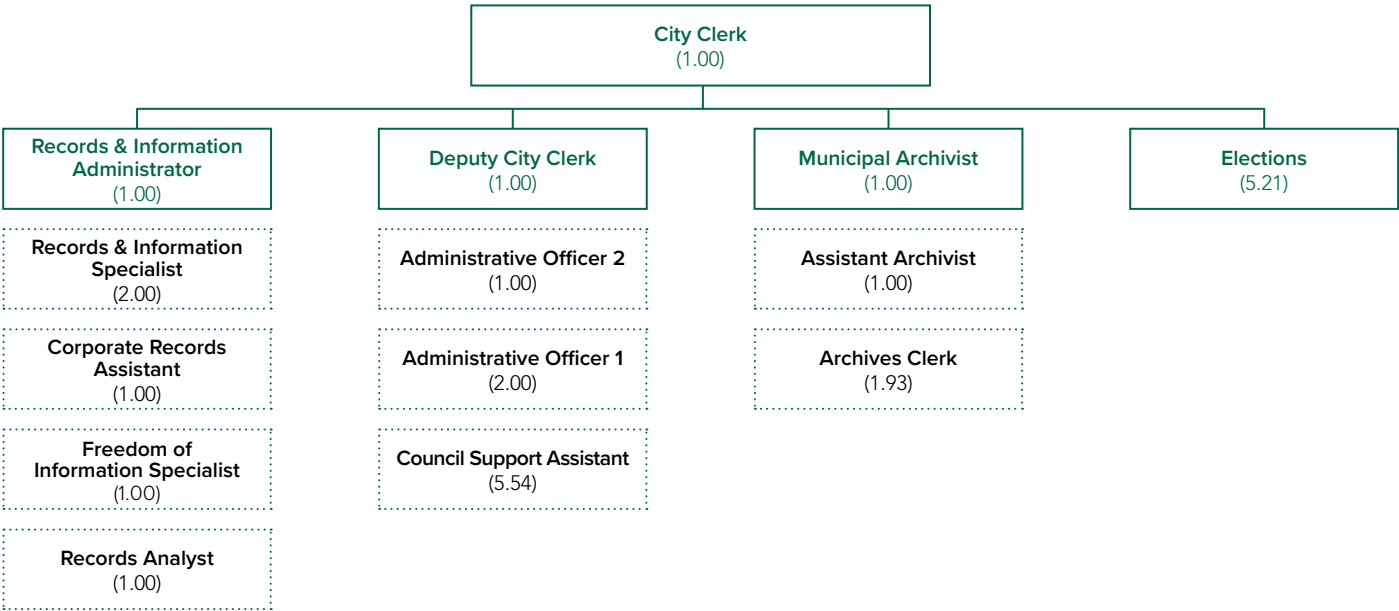 City Clerk
(1.00)
Records & Information
Administrator
(1.00)
Records & Information
Specialist
(2.00)
Corporate Records
Assistant
(1.00)
Freedom of
Information Specialist
(1.00)
Records Analyst
(1.00)
Deputy City Clerk
(1.00)
Administrative Officer 2
(1.00)
Administrative Officer 1
(2.00)
Council Support Assistant
(5.54)
Municipal Archivist
(1.00)
Assistant Archivist
(1.00)
Archives Clerk
(1.93)
Elections
(5.21)